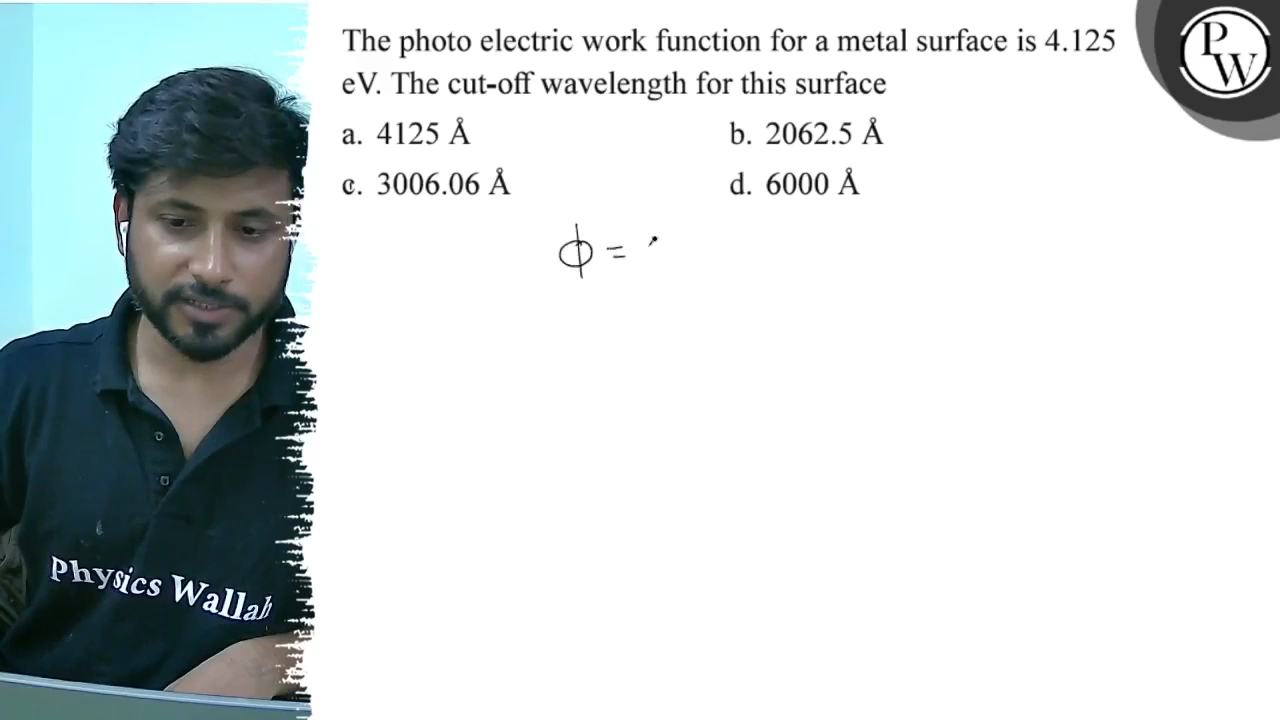 The photo electric work function for a metal surface is 4.125
eV. The cut-off wavelength for this surface
a. 4125 Å
b. 2062.5 Å
c. 3006.06 Å
d. 6000 Å
ϕ =
PW
Physics Wallah